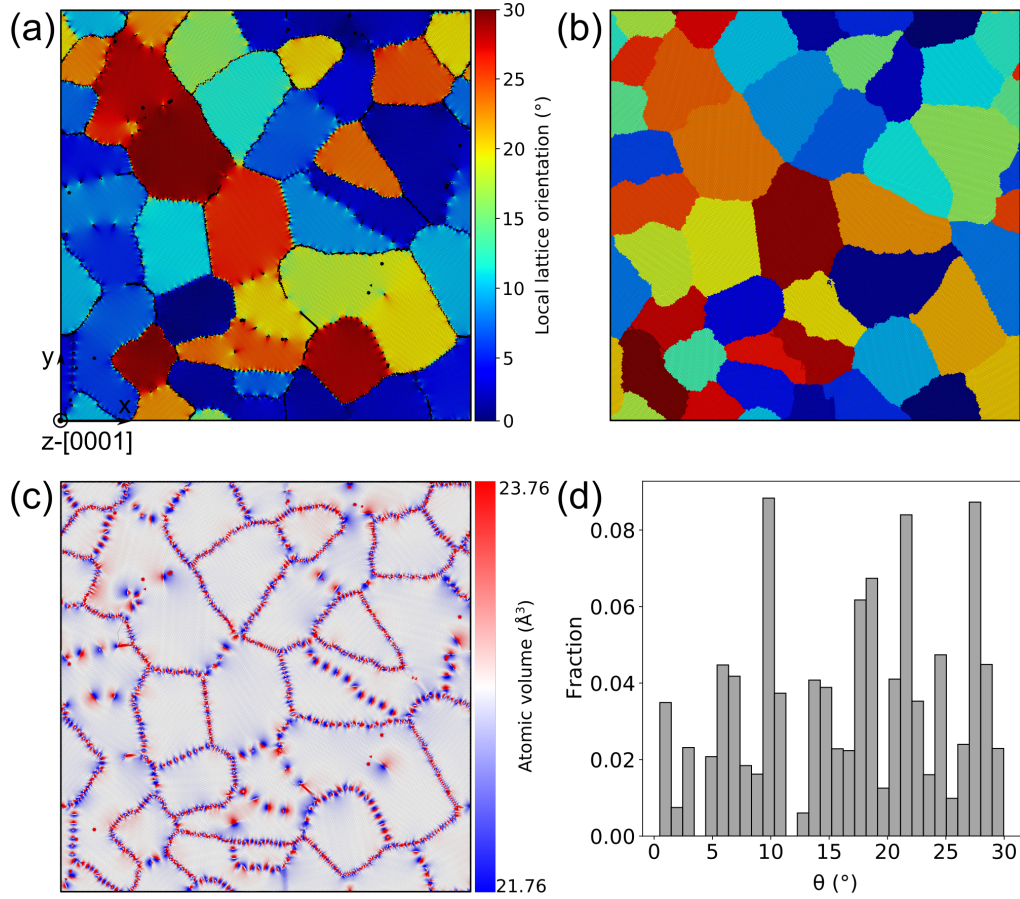 (a)
30
25
20
15
10
5
0
Local lattice orientation (°)
y
x
z-[0001]
(b)
(c)
23.76
Atomic volume (Å³)
21.76
(d)
Fraction
0.08
0.06
0.04
0.02
0.00
0 5 10 15 20 25 30
θ (°)